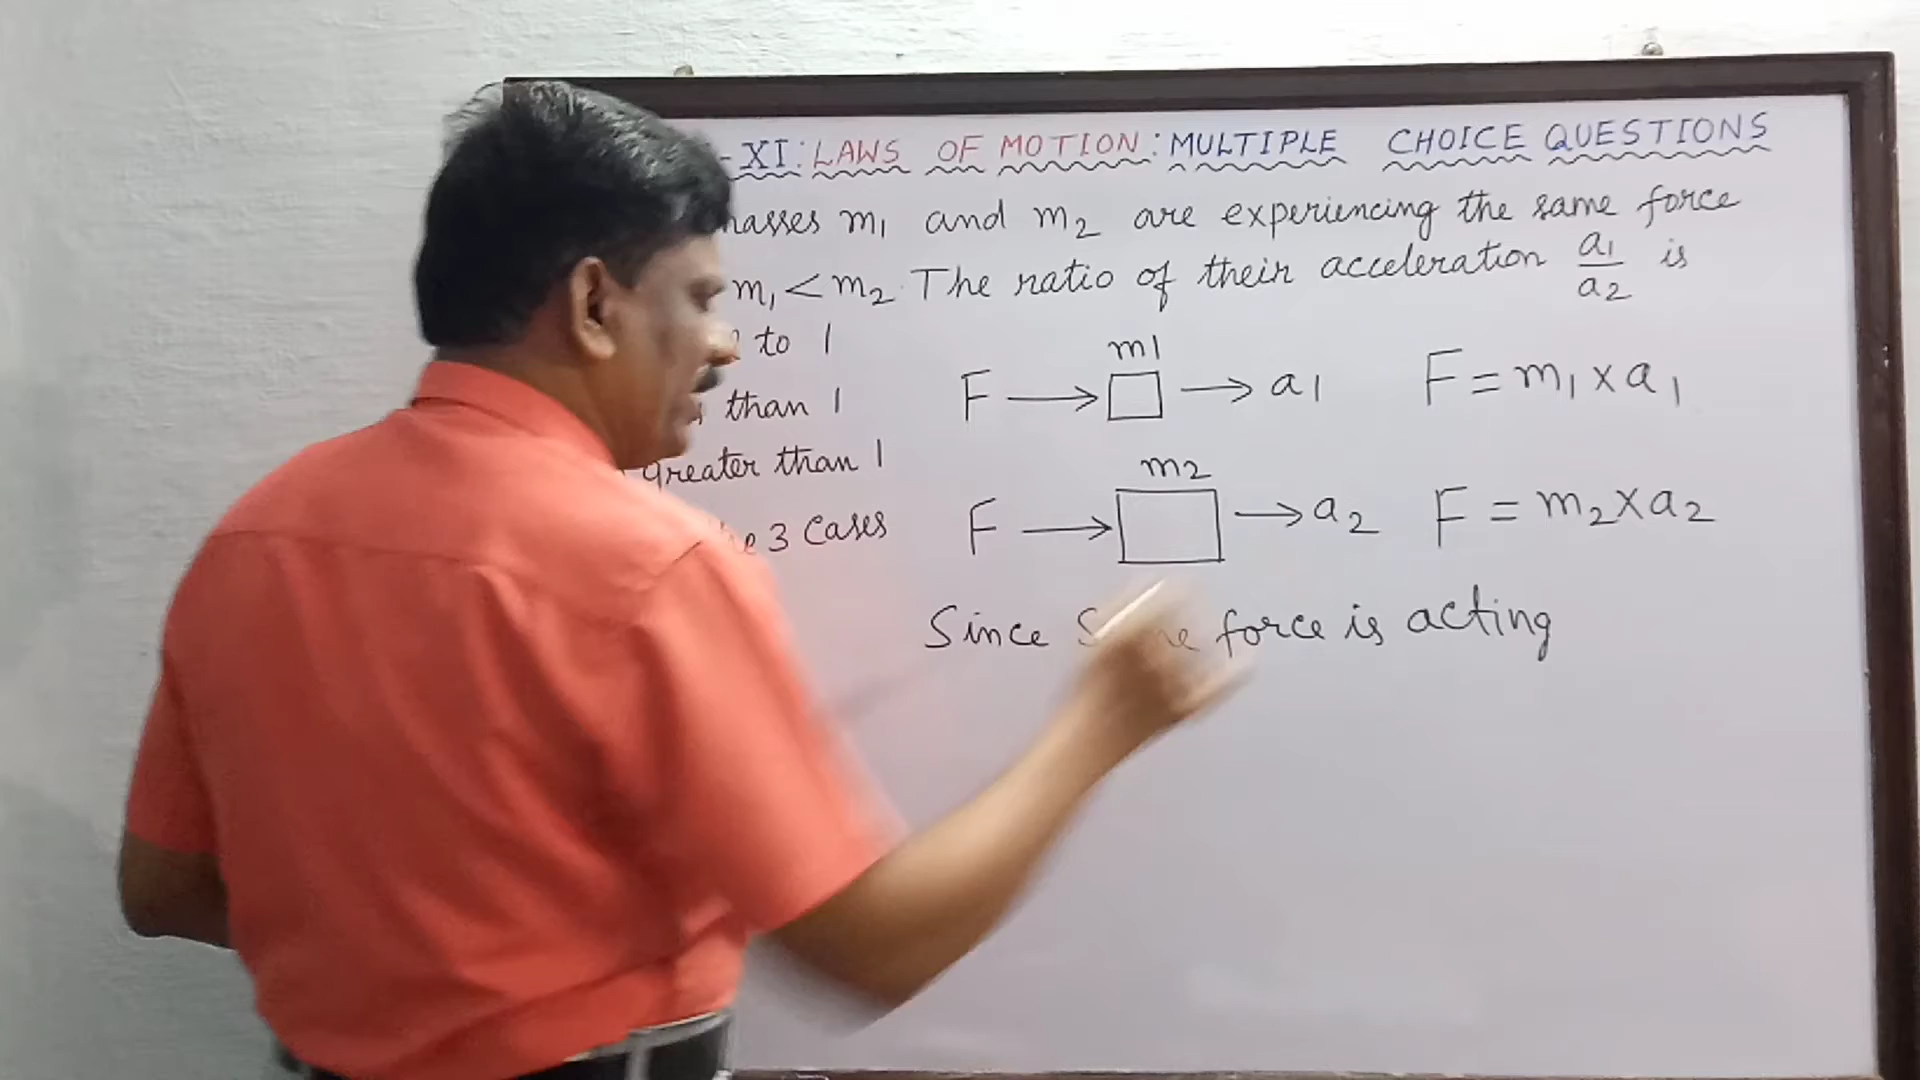 -XI: LAWS OF MOTION: MULTIPLE CHOICE QUESTIONS
masses m1 and m2 are experiencing the same force
m1 < m2. The ratio of their acceleration a1/a2 is
to 1
than 1
greater than 1
3 cases
m1
F → → a1 F = m1 x a1
m2
F → → a2 F = m2 x a2
Since force is acting